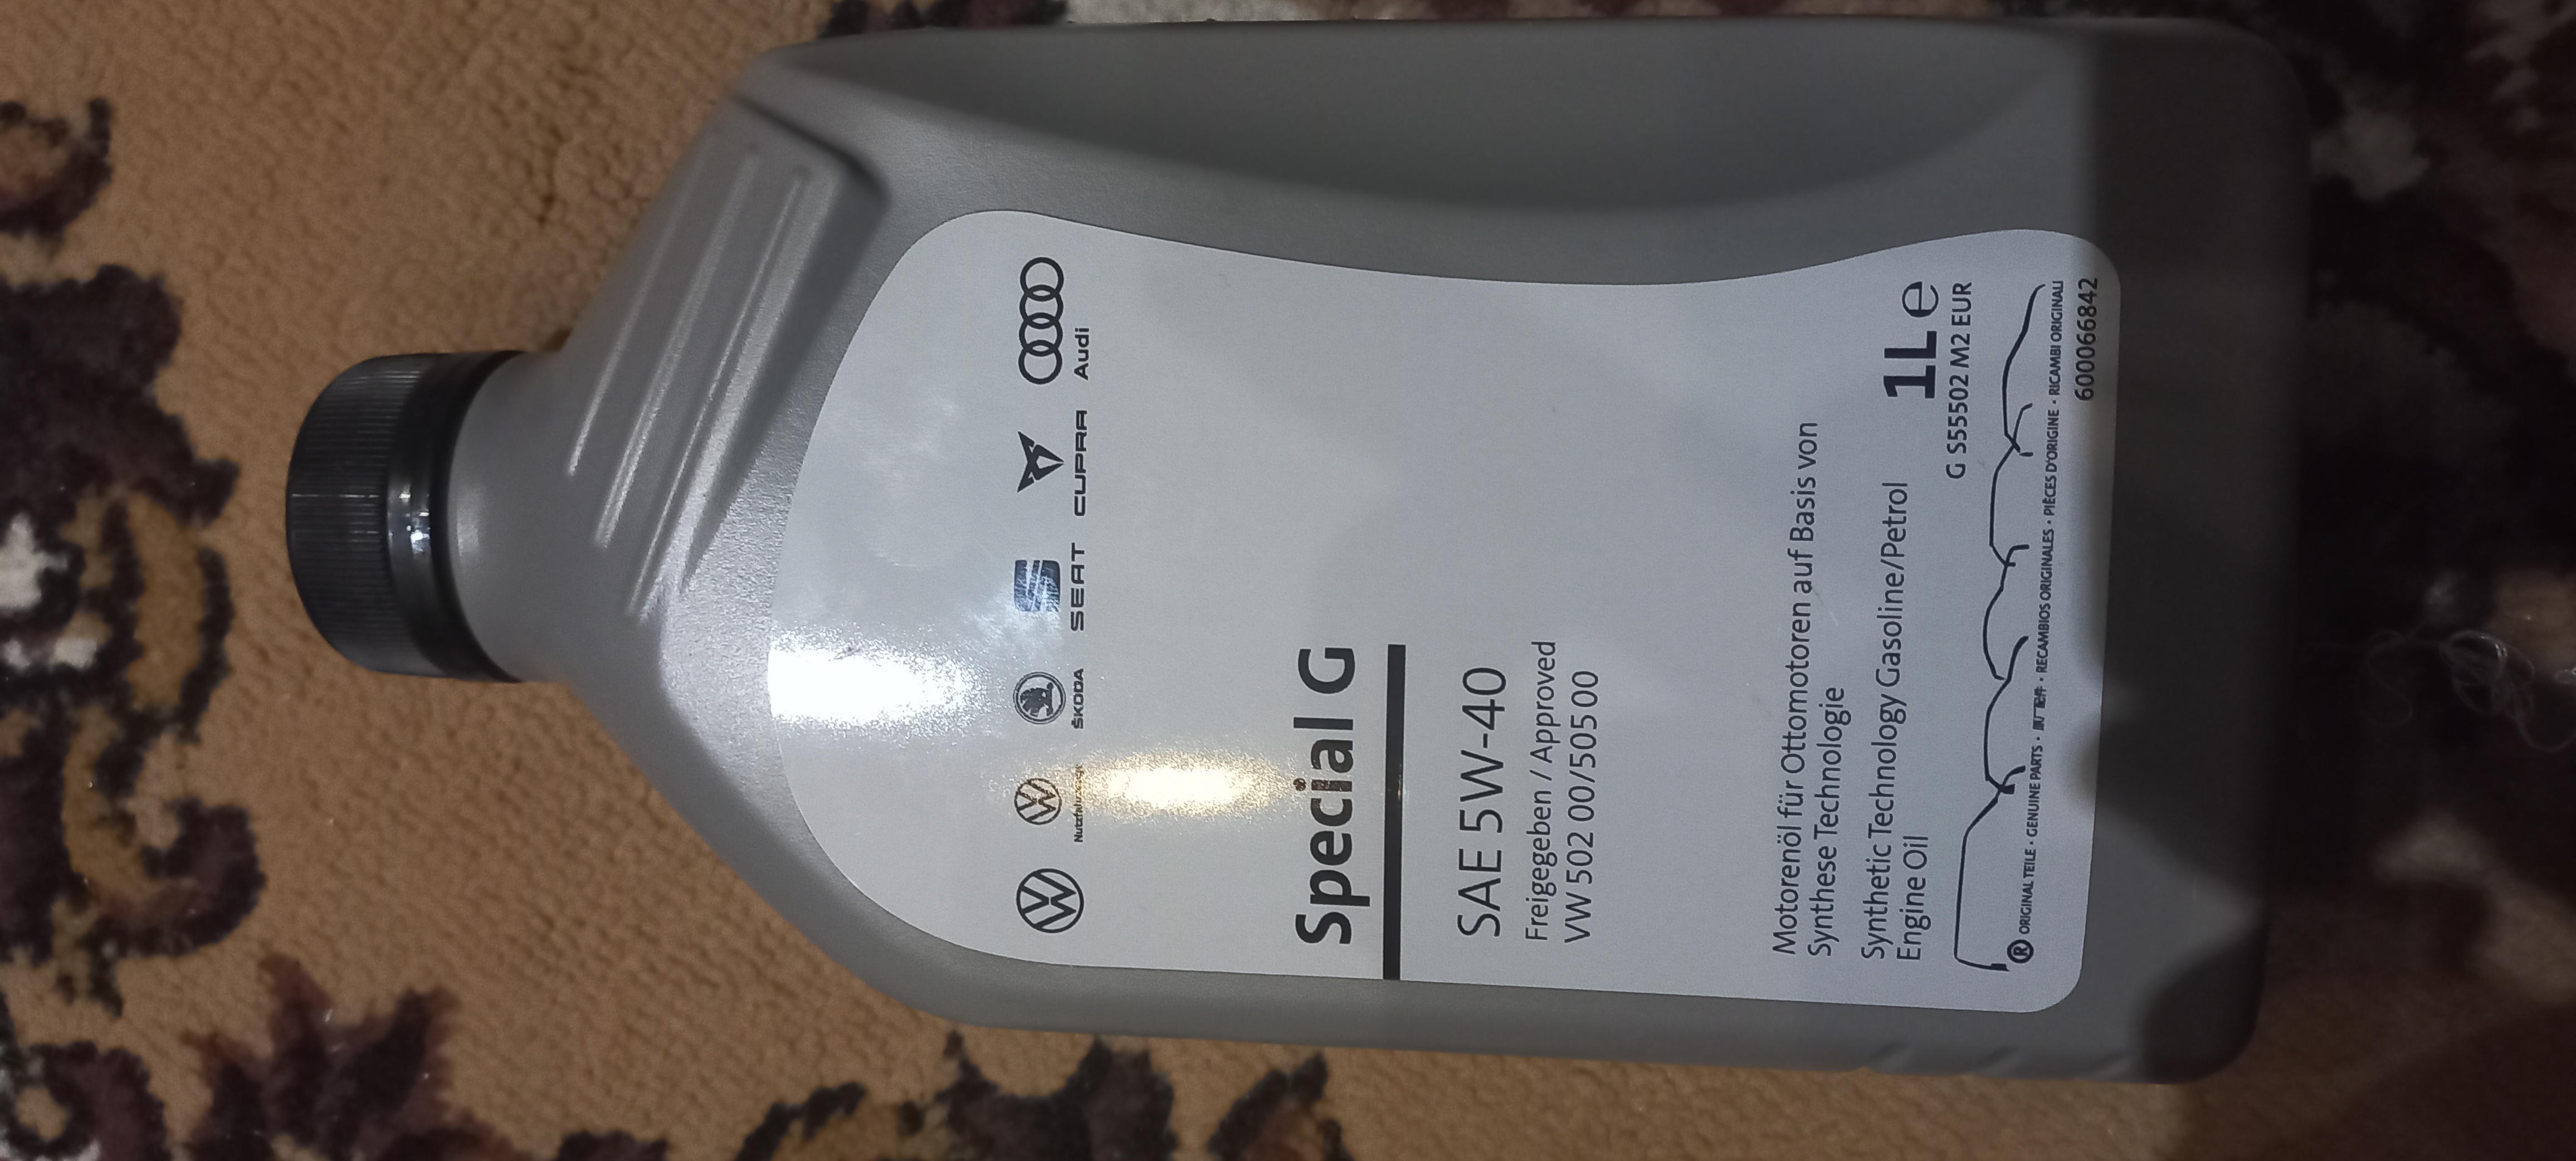 Nutzfahrzeuge
ŠKODA
SEAT
CUPRA
Audi
Special G
SAE 5W-40
Freigegeben / Approved
VW 502 00/505 00
Motorenöl für Ottomotoren auf Basis von
Synthese Technologie
Synthetic Technology Gasoline/Petrol
Engine Oil
1L e
G S55502 M2 EUR
® ORIGINAL TEILE • GENUINE PARTS • RECAMBIOS ORIGINALES • PIÈCES D'ORIGINE • RICAMBI ORIGINALI
600066842